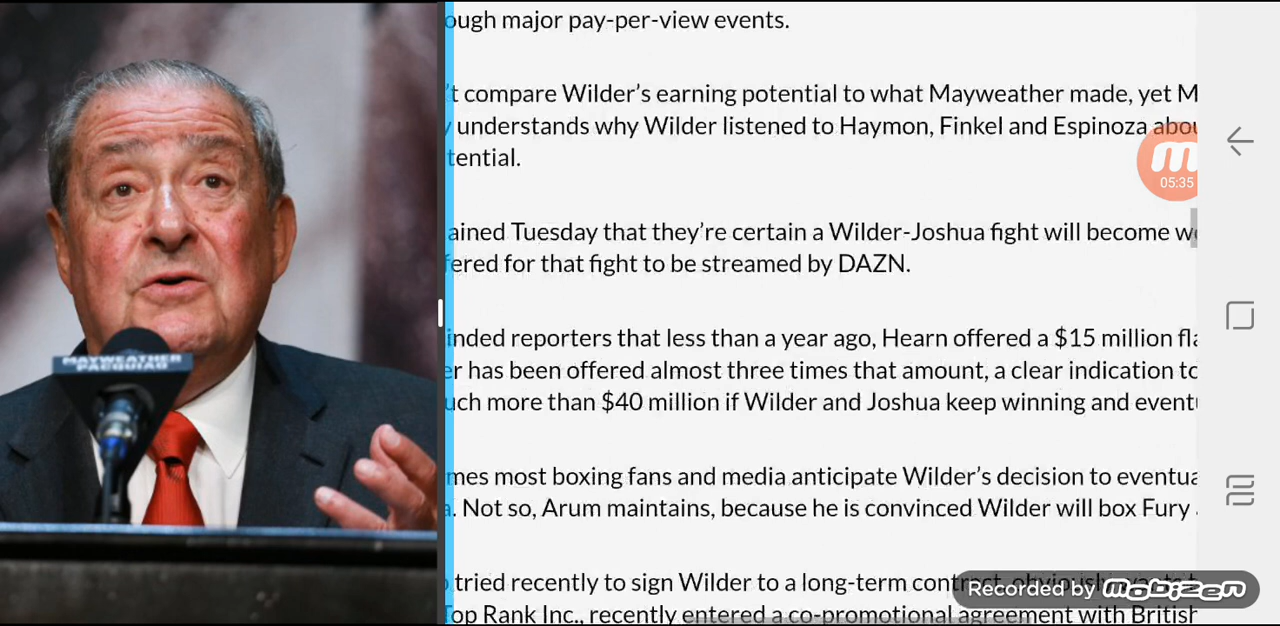 MAYWEATHER
PACQUIAO
ough major pay-per-view events.
't compare Wilder's earning potential to what Mayweather made, yet M
y understands why Wilder listened to Haymon, Finkel and Espinoza abou
tential.
ained Tuesday that they're certain a Wilder-Joshua fight will become w
fered for that fight to be streamed by DAZN.
inded reporters that less than a year ago, Hearn offered a $15 million fla
er has been offered almost three times that amount, a clear indication to
uch more than $40 million if Wilder and Joshua keep winning and event
mes most boxing fans and media anticipate Wilder's decision to eventua
a. Not so, Arum maintains, because he is convinced Wilder will box Fury
tried recently to sign Wilder to a long-term contract, obviously
Top Rank Inc., recently entered a co-promotional agreement with British
m
05:35
Recorded by mobizen